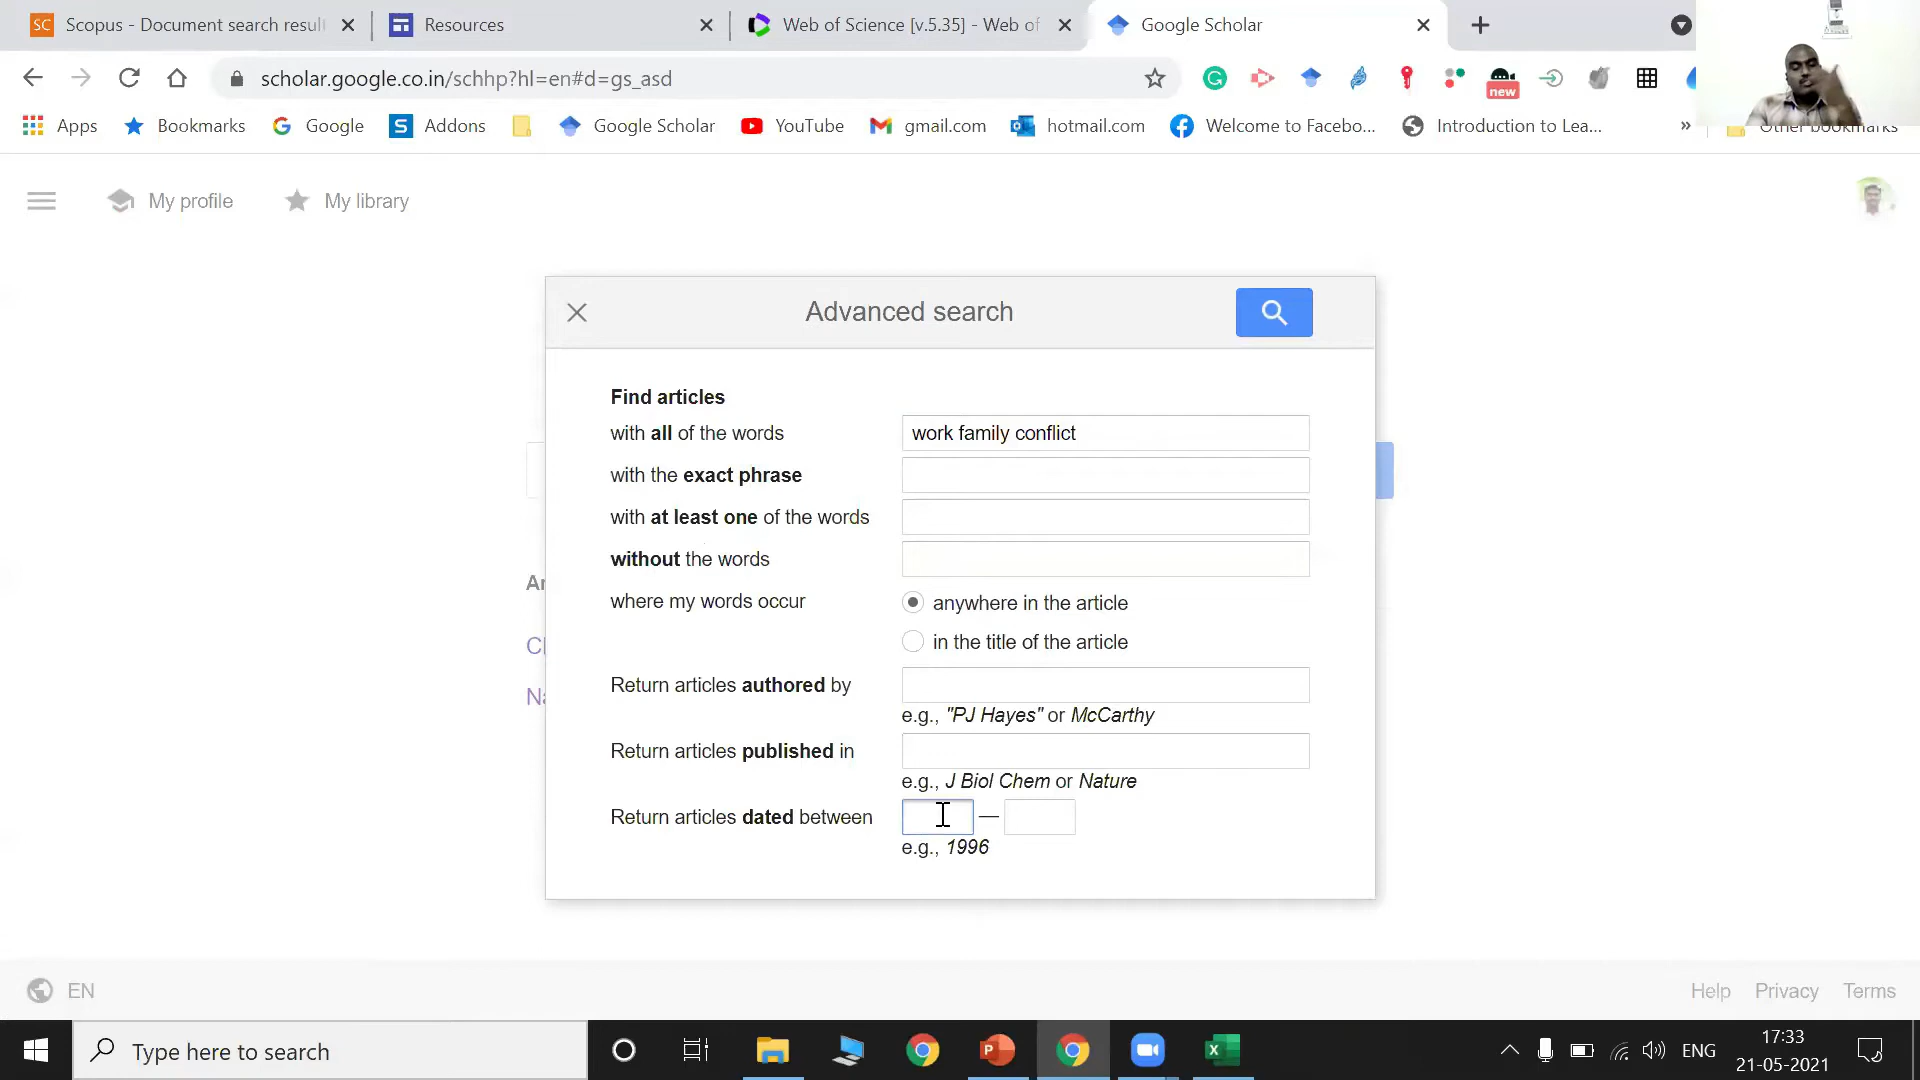 SC Scopus - Document search result
Resources
Web of Science [v.5.35] - Web of
Google Scholar
scholar.google.co.in/schhp?hl=en#d=gs_asd
new
Apps
Bookmarks
Google
Addons
Google Scholar
YouTube
gmail.com
hotmail.com
Welcome to Facebo...
Introduction to Lea...
»
Other bookmarks
My profile
My library
Advanced search
Find articles
with all of the words
work family conflict
with the exact phrase
with at least one of the words
without the words
where my words occur
anywhere in the article
in the title of the article
Return articles authored by
e.g., "PJ Hayes" or McCarthy
Return articles published in
e.g., J Biol Chem or Nature
Return articles dated between
—
e.g., 1996
EN
Help
Privacy
Terms
Type here to search
ENG
17:33
21-05-2021